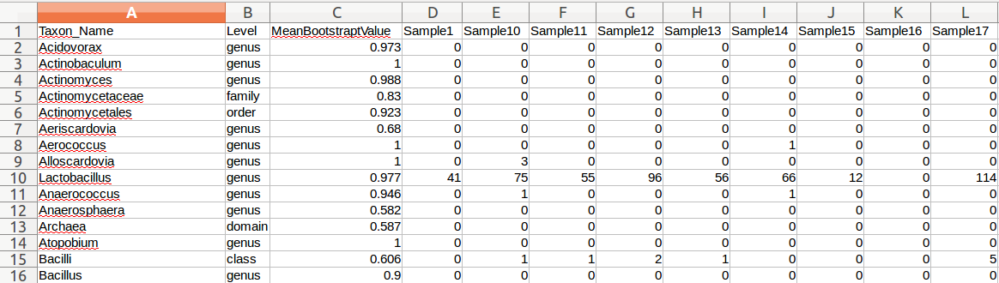 A B C D E F G H I J K L
1 Taxon_Name Level MeanBootstraptValue Sample1 Sample10 Sample11 Sample12 Sample13 Sample14 Sample15 Sample16 Sample17
2 Acidovorax genus 0.973 0 0 0 0 0 0 0 0 0
3 Actinobaculum genus 1 0 0 0 0 0 0 0 0 0
4 Actinomyces genus 0.988 0 0 0 0 0 0 0 0 0
5 Actinomycetaceae family 0.83 0 0 0 0 0 0 0 0 0
6 Actinomycetales order 0.923 0 0 0 0 0 0 0 0 0
7 Aeriscardovia genus 0.68 0 0 0 0 0 0 0 0 0
8 Aerococcus genus 1 0 0 0 0 0 1 0 0 0
9 Alloscardovia genus 1 0 3 0 0 0 0 0 0 0
10 Lactobacillus genus 0.977 41 75 55 96 56 66 12 0 114
11 Anaerococcus genus 0.946 0 1 0 0 0 1 0 0 0
12 Anaerosphaera genus 0.582 0 0 0 0 0 0 0 0 0
13 Archaea domain 0.587 0 0 0 0 0 0 0 0 0
14 Atopobium genus 1 0 0 0 0 0 0 0 0 0
15 Bacilli class 0.606 0 1 1 2 1 0 0 0 5
16 Bacillus genus 0.9 0 0 0 0 0 0 0 0 0